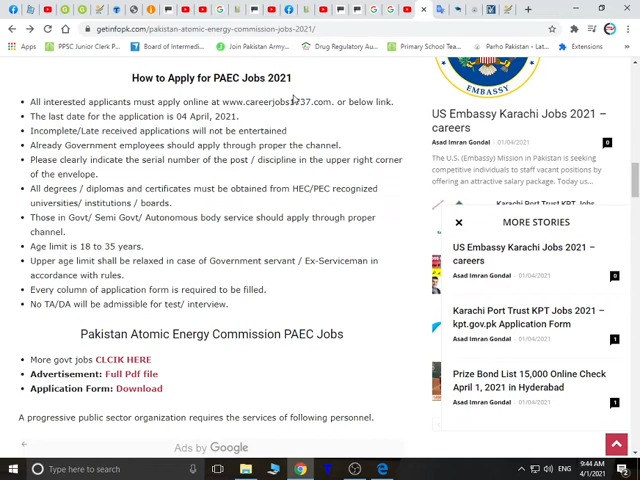 getinfopk.com/pakistan-atomic-energy-commission-jobs-2021/
Apps
PPSC Junior Clerk P...
Board of Intermedi...
Join Pakistan Army...
Drug Regulatory Au...
Primary School Tea...
Parho Pakistan - On...
Extensions
How to Apply for PAEC Jobs 2021
All interested applicants must apply online at www.careerjobs1737.com. or below link.
The last date for the application is 04 April, 2021.
Incomplete/Late received applications will not be entertained
Already Government employees should apply through proper the channel.
Please clearly indicate the serial number of the post / discipline in the upper right corner
of the envelope.
All degrees / diplomas and certificates must be obtained from HEC/PEC recognized
universities/ institutions / boards.
Those in Govt/ Semi Govt/ Autonomous body service should apply through proper
channel.
Age limit is 18 to 35 years.
Upper age limit shall be relaxed in case of Government servant / Ex-Serviceman in
accordance with rules.
Every column of application form is required to be filled.
No TA/DA will be admissible for test/ interview.
Pakistan Atomic Energy Commission PAEC Jobs
More govt jobs CLCIK HERE
Advertisement: Full Pdf file
Application Form: Download
A progressive public sector organization requires the services of following personnel.
Ads by Google
US Embassy Karachi Jobs 2021 –
careers
Asad Imran Gondal - 01/04/2021 0
The U.S. (Embassy) Mission in Pakistan is seeking
competitive individuals to staff vacant positions by
offering an attractive salary package. Today us...
Karachi Port Trust KPT Jobs
MORE STORIES
US Embassy Karachi Jobs 2021 –
careers
Asad Imran Gondal - 01/04/2021 0
Karachi Port Trust KPT Jobs 2021 –
kpt.gov.pk Application Form
Asad Imran Gondal - 01/04/2021 1
Prize Bond List 15,000 Online Check
April 1, 2021 in Hyderabad
Asad Imran Gondal - 01/04/2021 1
Type here to search
ENG
9:44 AM
4/1/2021